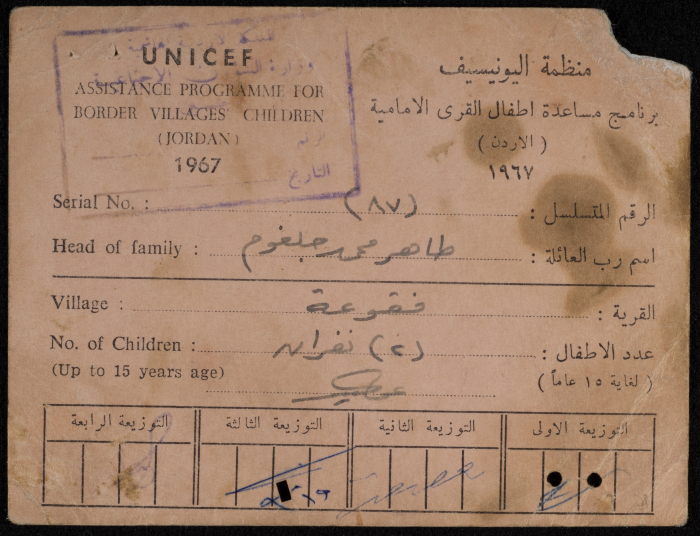 UNICEF
ASSISTANCE PROGRAMME FOR
BORDER VILLAGES' CHILDREN
(JORDAN)
1967
منظمة اليونيسيف
برنامج مساعدة اطفال القرى الامامية
(الاردن)
١٩٦٧
التاريخ
Serial No. : (٨٧) الرقم المتسلسل :
Head of family : طاهر محمد جلغوم اسم رب العائلة :
Village : فقوعة القرية :
No. of Children : (٢) نفران عدد الاطفال :
(Up to 15 years age) (لغاية ١٥ عاماً)
التوزيعة الاولى التوزيعة الثانية التوزيعة الثالثة التوزيعة الرابعة